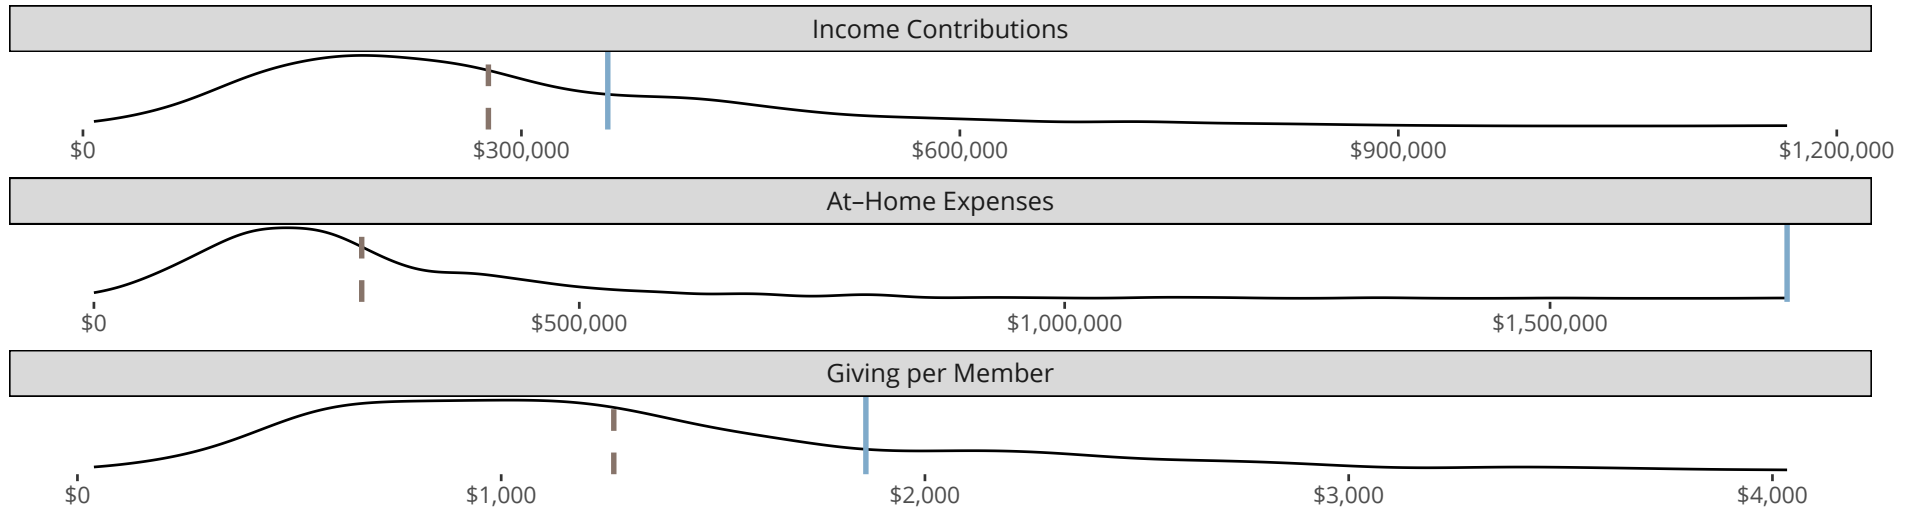 Income Contributions
$0 $300,000 $600,000 $900,000 $1,200,000
At–Home Expenses
$0 $500,000 $1,000,000 $1,500,000
Giving per Member
$0 $1,000 $2,000 $3,000 $4,000